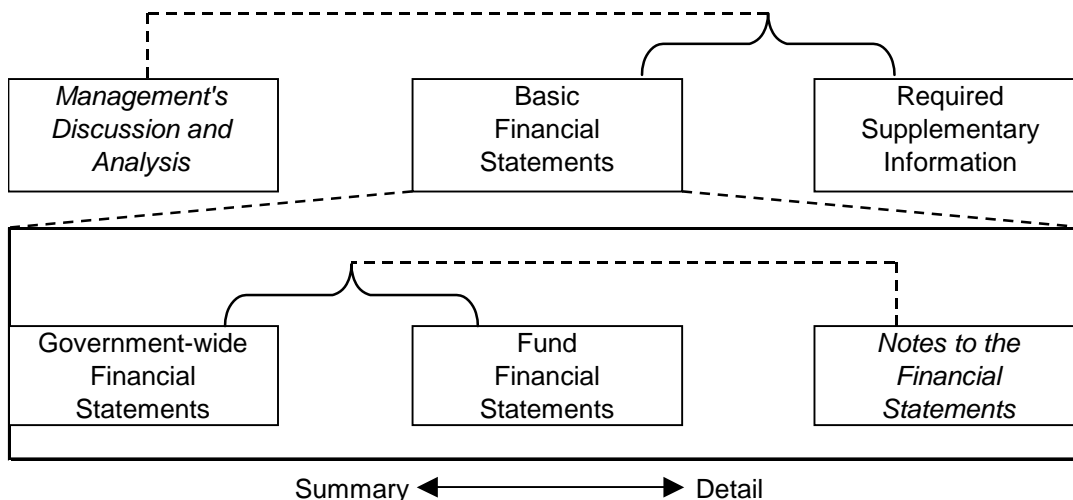 Management's
Discussion and
Analysis
Basic
Financial
Statements
Required
Supplementary
Information
Government-wide
Financial
Statements
Fund
Financial
Statements
Notes to the
Financial
Statements
Summary
Detail